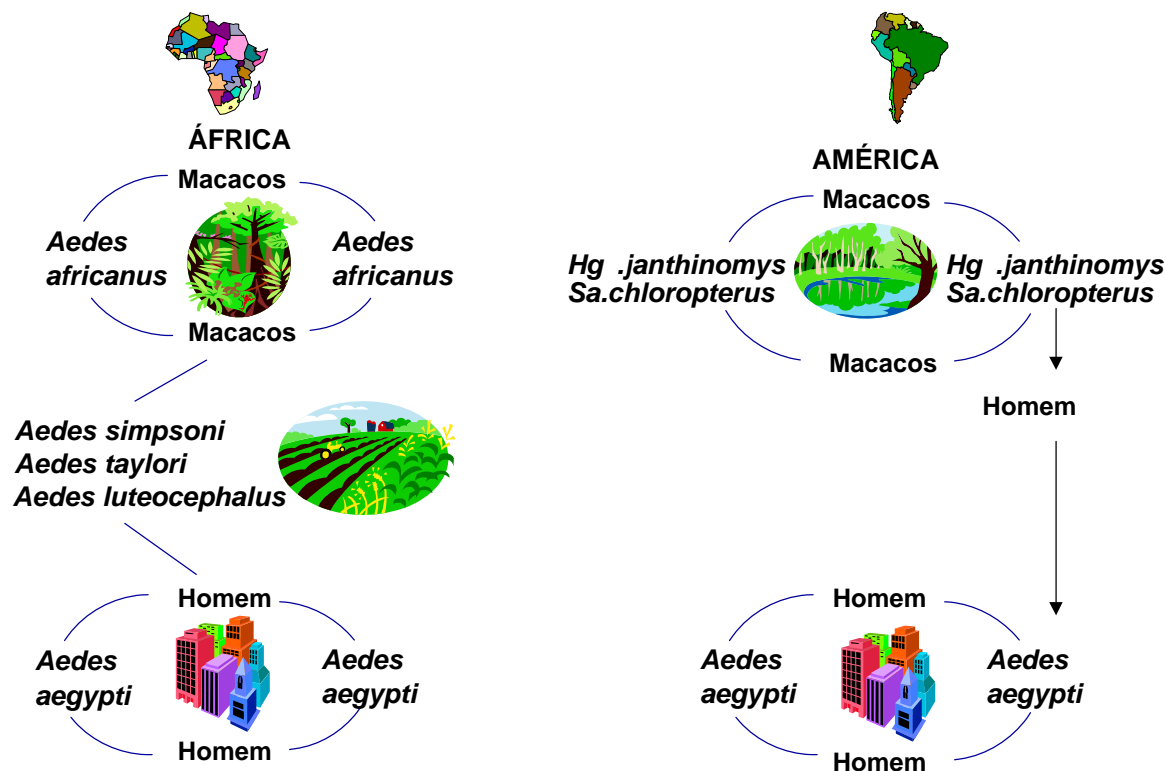 ÁFRICA
Macacos
Aedes
africanus
Aedes
africanus
Macacos
Aedes simpsoni
Aedes taylori
Aedes luteocephalus
Homem
Aedes
aegypti
Aedes
aegypti
Homem
AMÉRICA
Macacos
Hg .janthinomys
Sa.chloropterus
Hg .janthinomys
Sa.chloropterus
Macacos
Homem
Homem
Aedes
aegypti
Aedes
aegypti
Homem